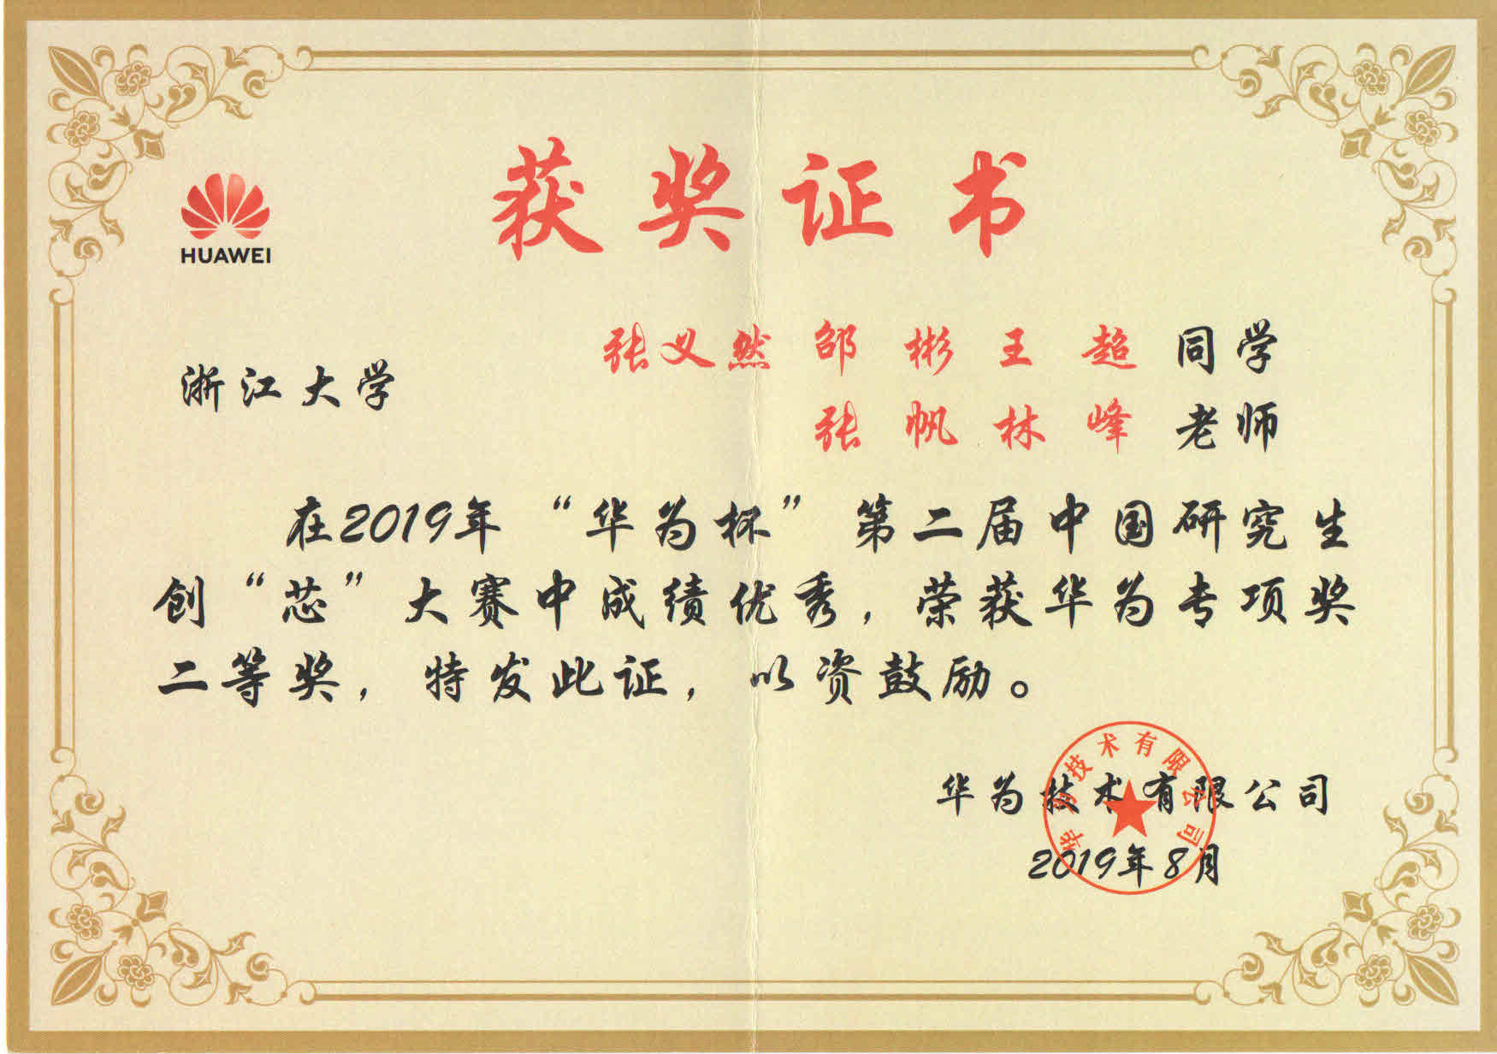 获奖证书
HUAWEI
浙江大学
张义然 邰彬 王超 同学
张帆 林峰 老师
在2019年“华为杯”第二届中国研究生
创“芯”大赛中成绩优秀，荣获华为专项奖
二等奖，特发此证，以资鼓励。
华为技术有限公司
2019年8月
华为技术有限公司